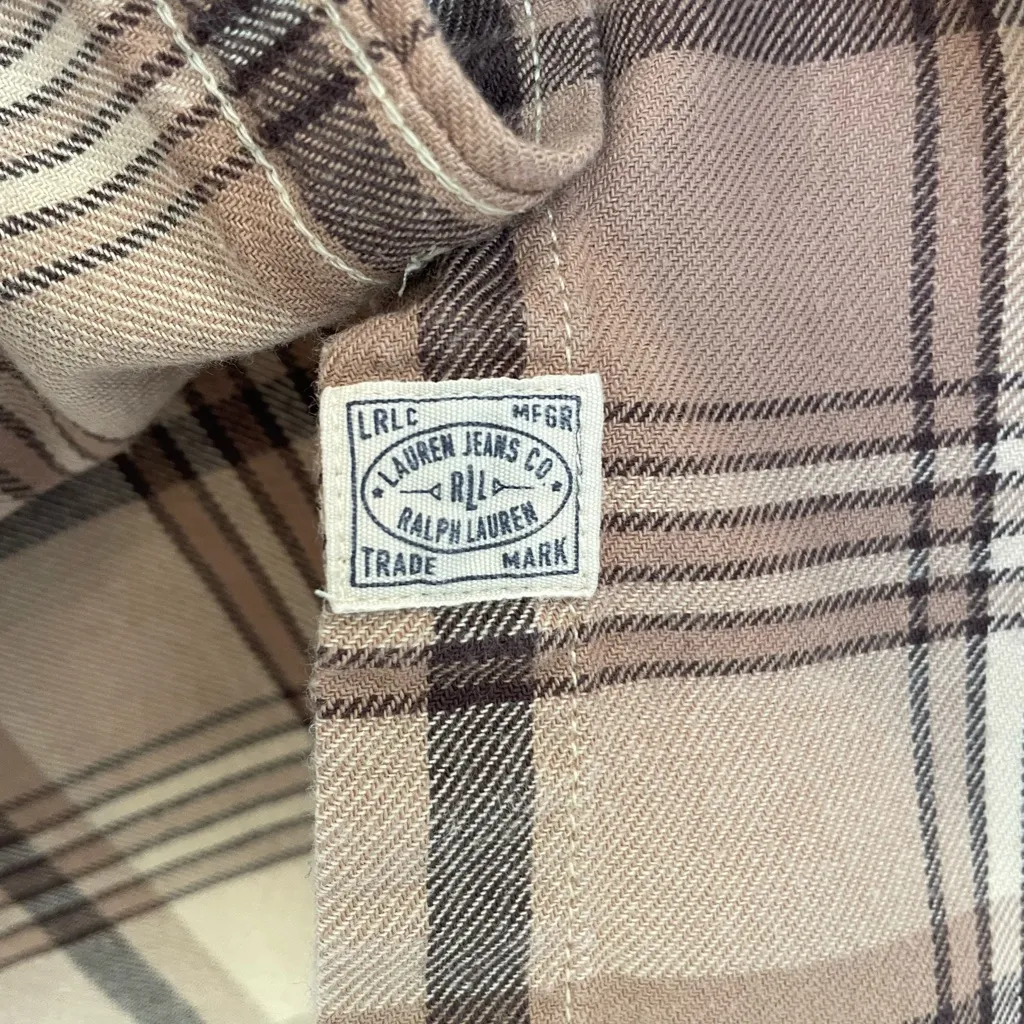 LRLC MFGR
LAUREN JEANS CO.
RLL
RALPH LAUREN
TRADE MARK